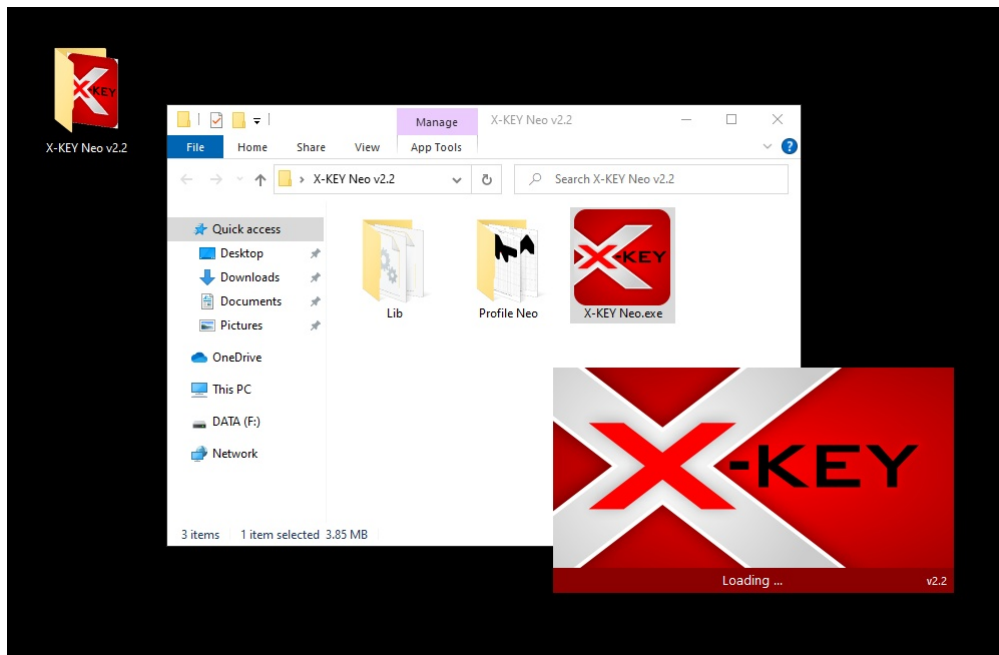 X-KEY
X-KEY Neo v2.2
Manage
X-KEY Neo v2.2
File
Home
Share
View
App Tools
?
X-KEY Neo v2.2
Search X-KEY Neo v2.2
Quick access
Desktop
Downloads
Documents
Pictures
OneDrive
This PC
DATA (F:)
Network
Lib
Profile Neo
X-KEY
X-KEY Neo.exe
3 items
1 item selected 3.85 MB
X-KEY
Loading ...
v2.2